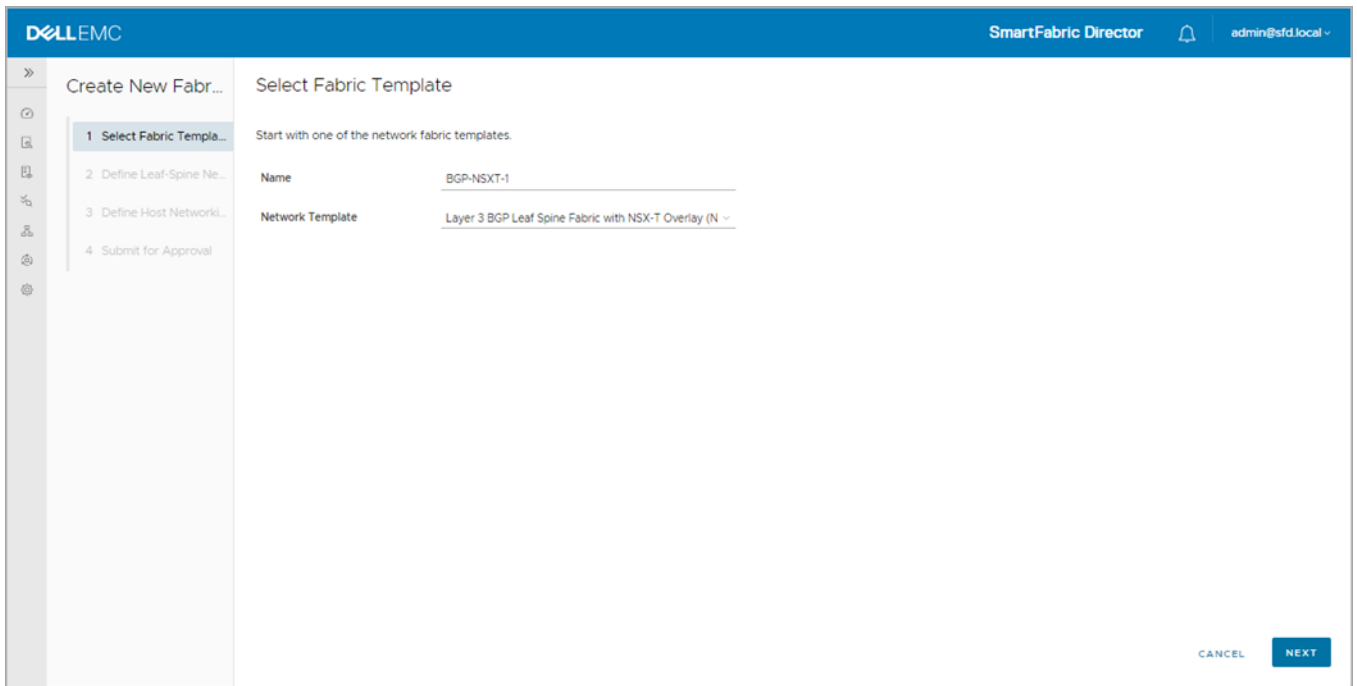 DELLEMC
SmartFabric Director
admin@sfd.local
Create New Fabr...
1 Select Fabric Templa...
2 Define Leaf-Spine Ne...
3 Define Host Networki...
4 Submit for Approval
Select Fabric Template
Start with one of the network fabric templates.
Name BGP-NSXT-1
Network Template Layer 3 BGP Leaf Spine Fabric with NSX-T Overlay (N
CANCEL NEXT